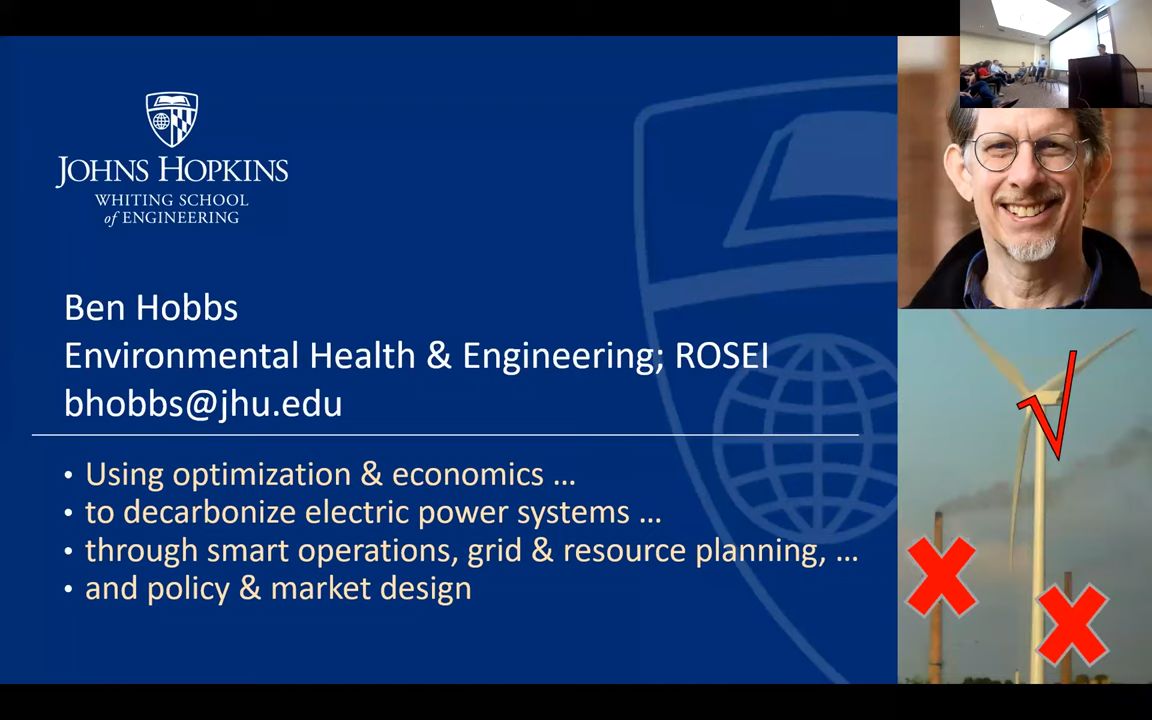 JOHNS HOPKINS
WHITING SCHOOL
of ENGINEERING
Ben Hobbs
Environmental Health & Engineering; ROSEI
bhobbs@jhu.edu
• Using optimization & economics ...
• to decarbonize electric power systems ...
• through smart operations, grid & resource planning, ...
• and policy & market design